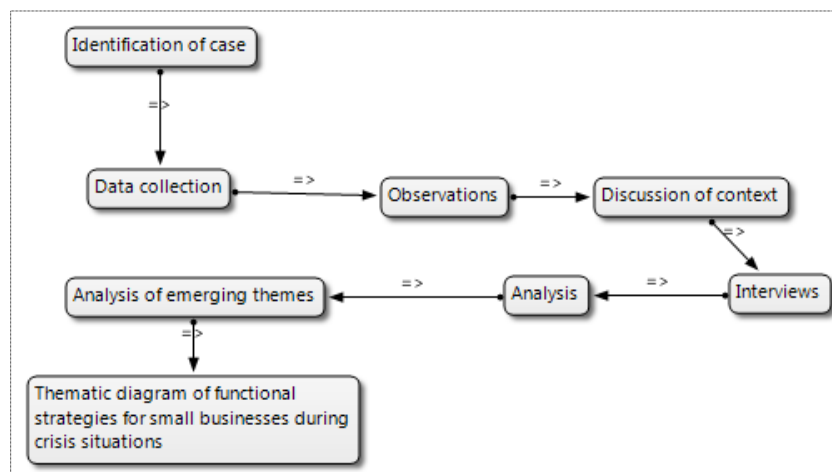 Identification of case
=>
Data collection
=>
Observations
=>
Discussion of context
=>
Interviews
=>
Analysis
=>
Analysis of emerging themes
=>
Thematic diagram of functional
strategies for small businesses during
crisis situations